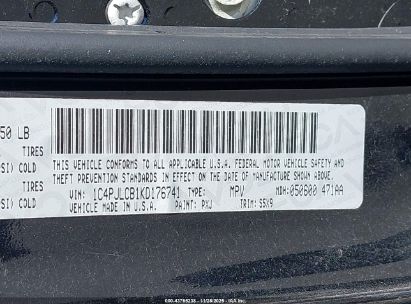 50 LB
TIRES
SI) COLD
TIRES
SI) COLD
THIS VEHICLE CONFORMS TO ALL APPLICABLE U.S.A. FEDERAL MOTOR VEHICLE SAFETY AND
THEFT PREVENTION STANDARDS IN EFFECT ON THE DATE OF MANUFACTURE SHOWN ABOVE.
VIN: 1C4PJLCB1KD176741 TYPE: MPV MDH: 050800 471AA
VEHICLE MADE IN U.S.A. PAINT: PXJ TRIM: S5X9